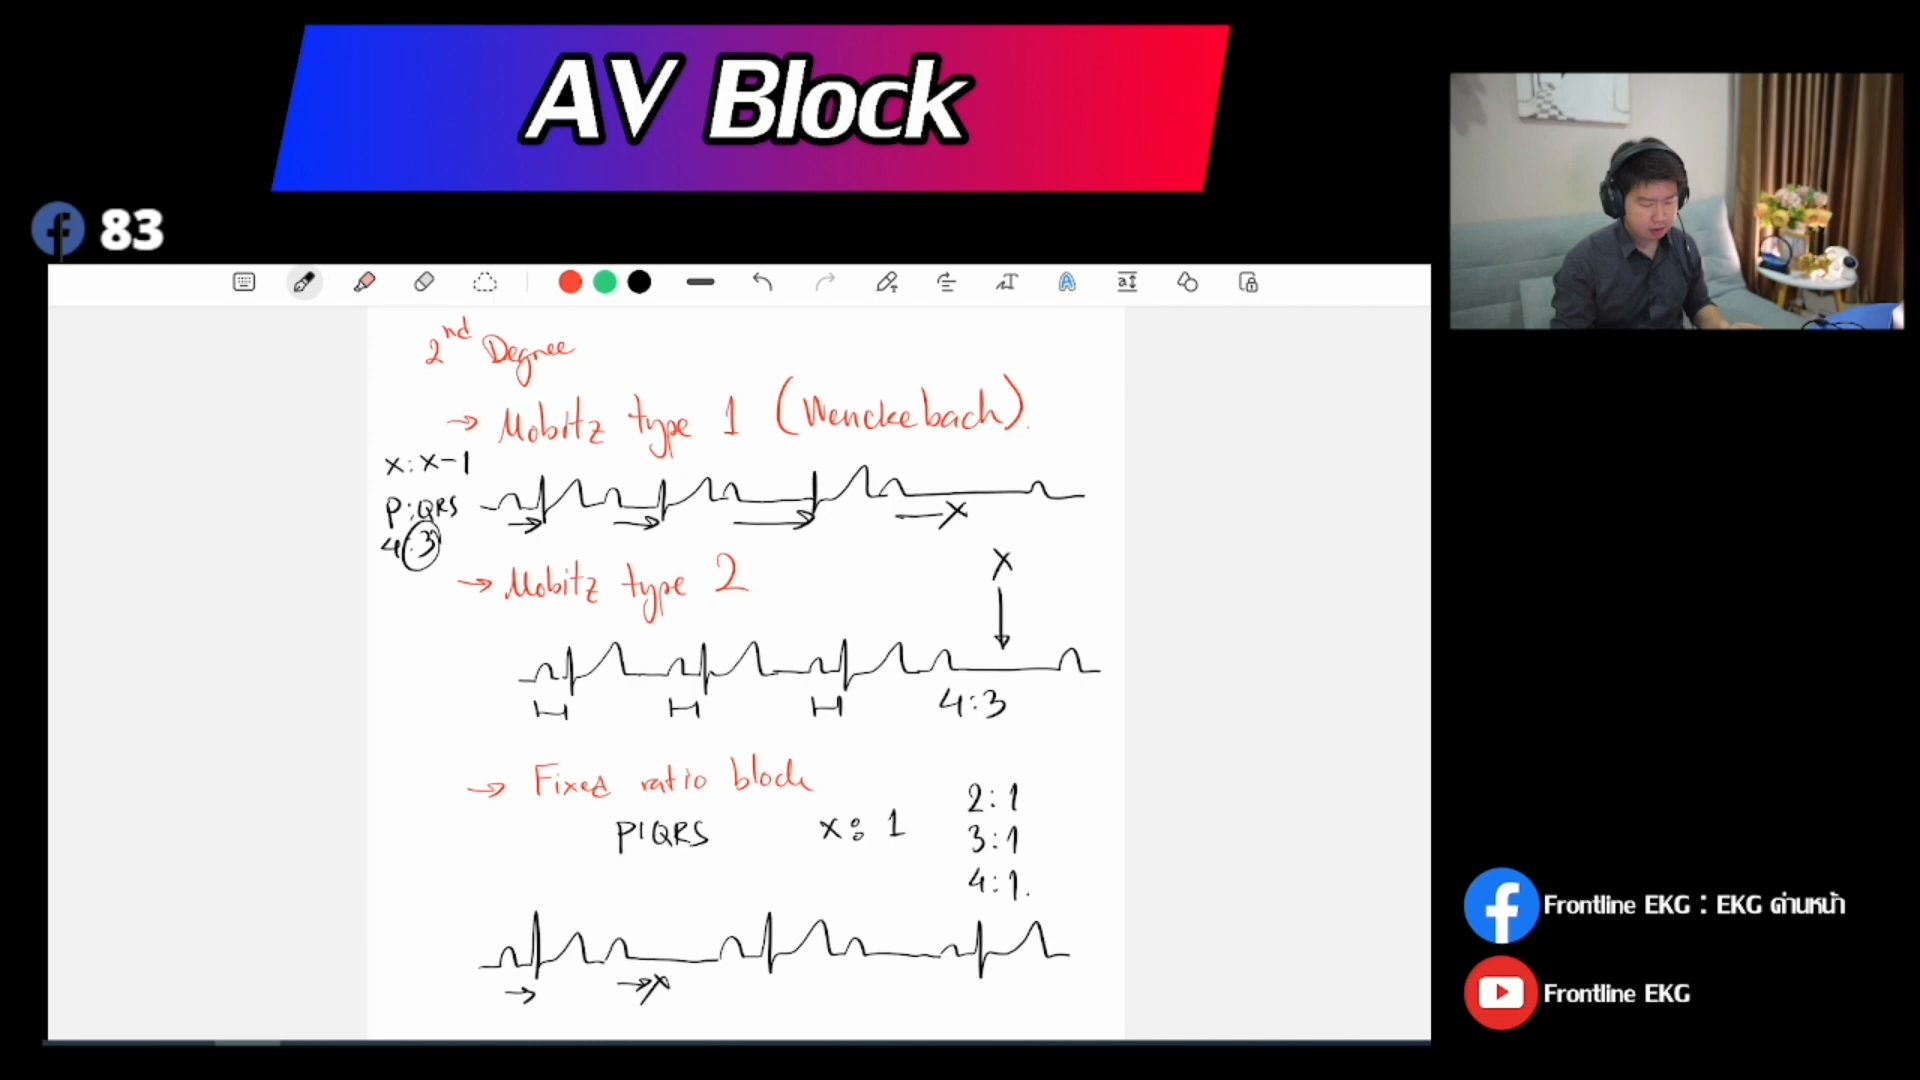 AV Block
83
2nd Degree
→ Mobitz type 1 (Wenckebach).
x:x-1
P:QRS
4:3
x
x
→ Mobitz type 2
4:3
→ Fixed ratio block
P|QRS x: 1
2:1
3:1
4:1.
x
Frontline EKG : EKG ด่านหน้า
Frontline EKG